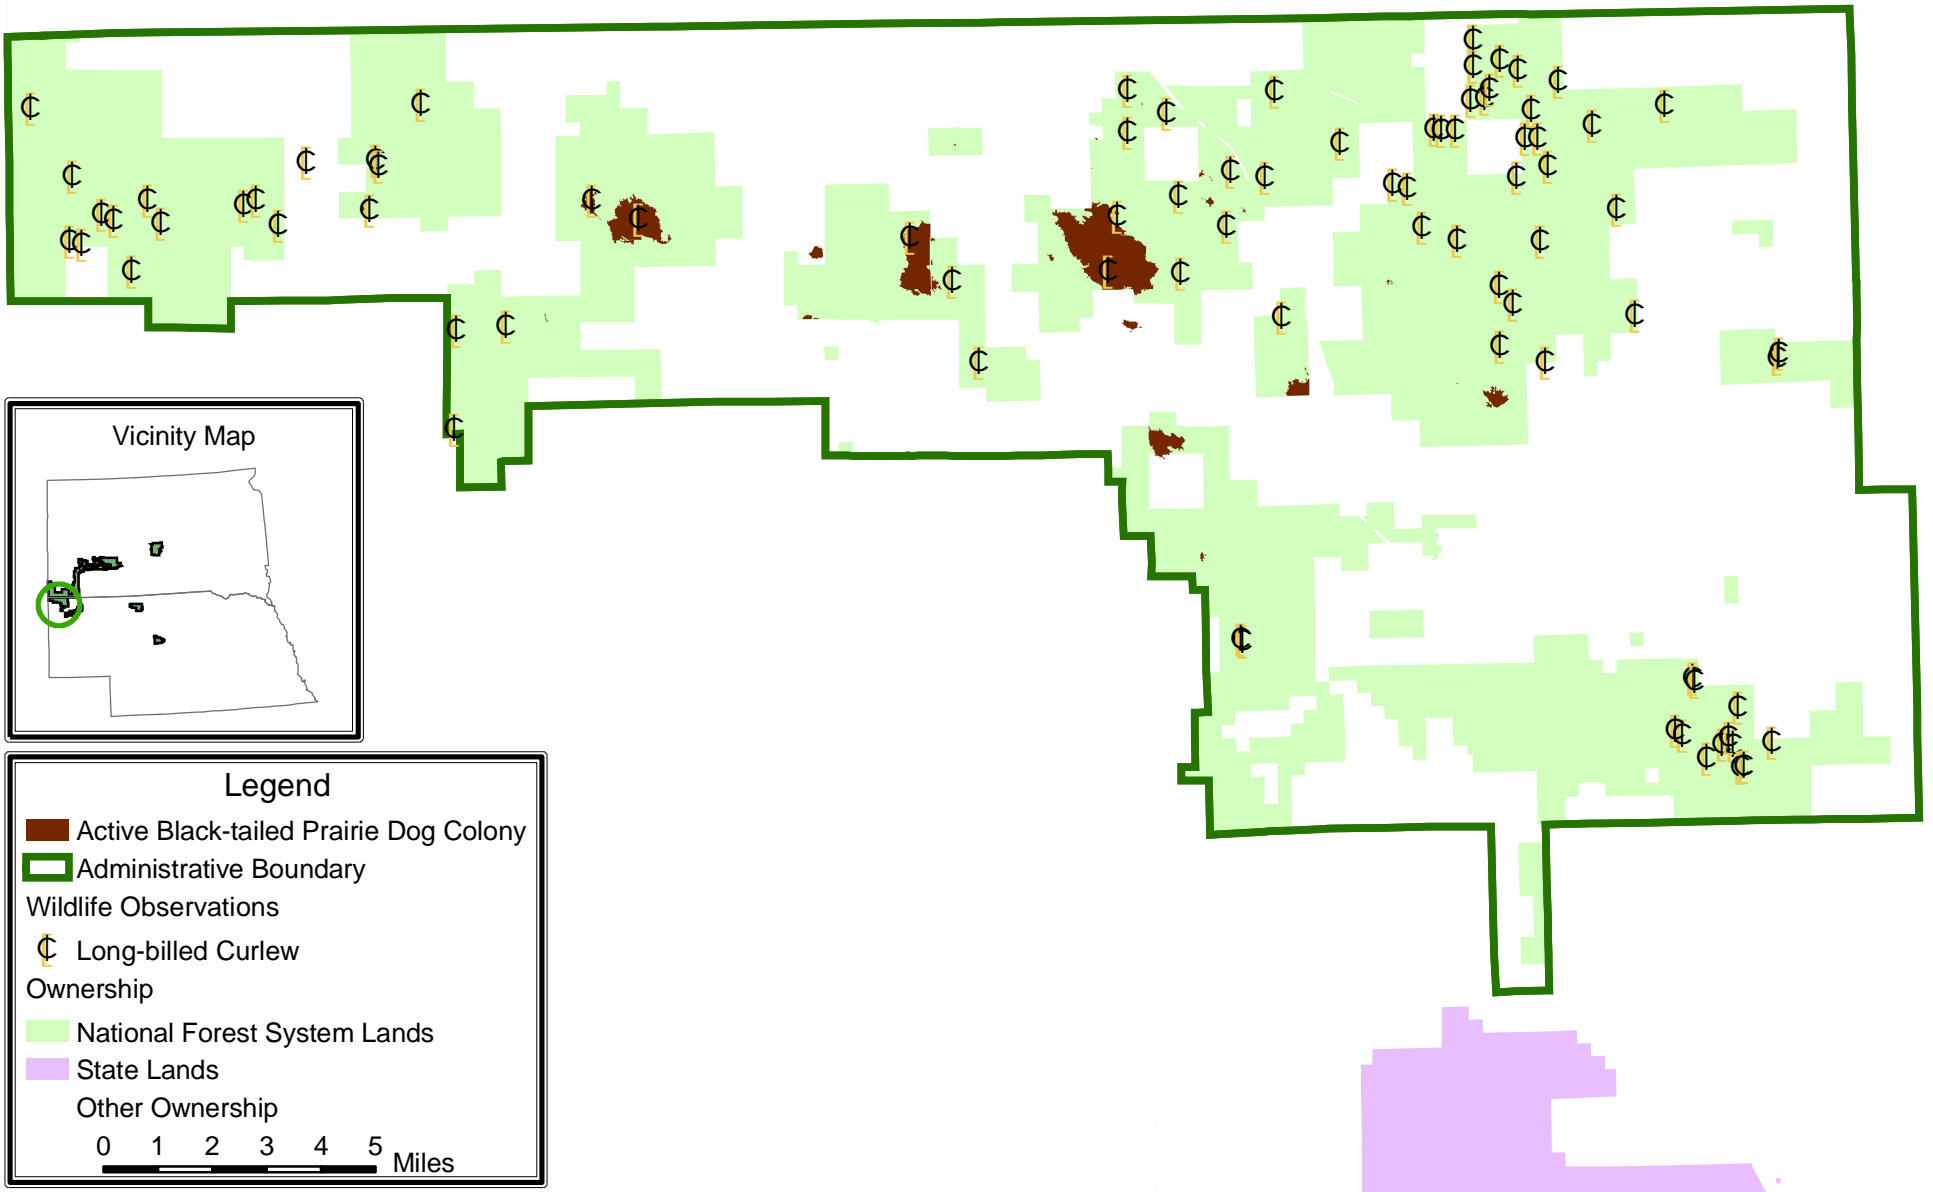 Vicinity Map
Legend
Active Black-tailed Prairie Dog Colony
Administrative Boundary
Wildlife Observations
Long-billed Curlew
Ownership
National Forest System Lands
State Lands
Other Ownership
0 1 2 3 4 5
Miles